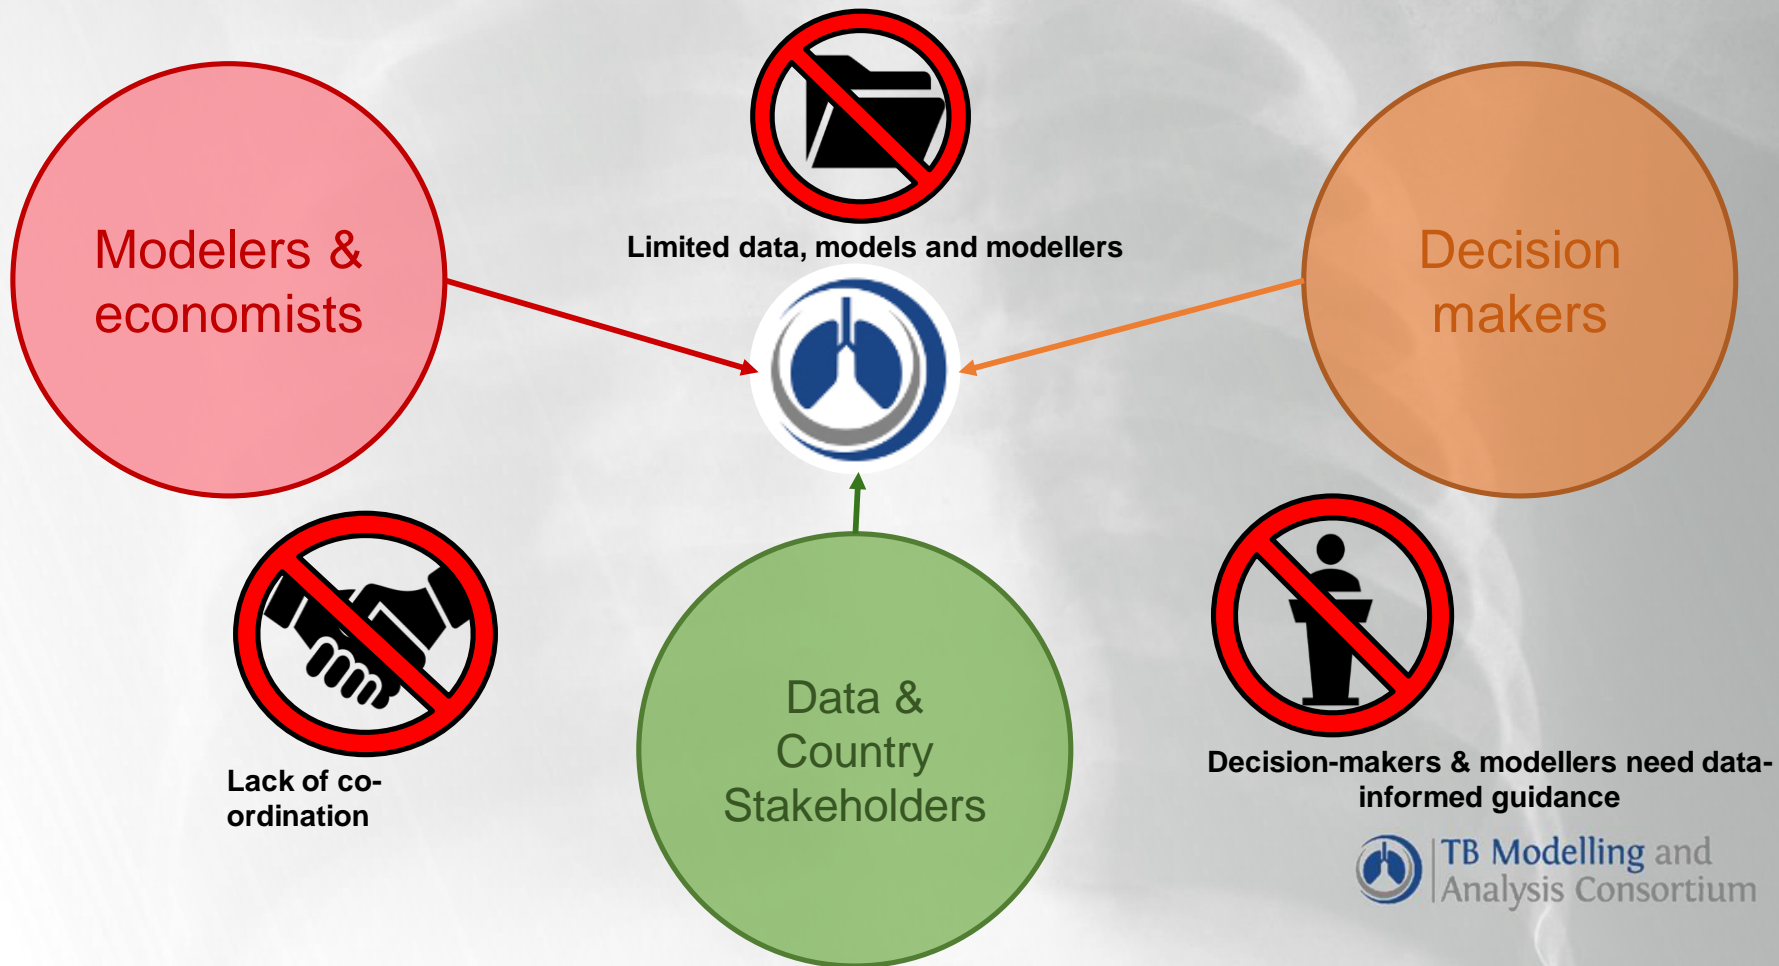 Limited data, models and modellers
Modelers &
economists
Decision
makers
Lack of co-
ordination
Data &
Country
Stakeholders
Decision-makers & modellers need data-
informed guidance
TB Modelling and
Analysis Consortium